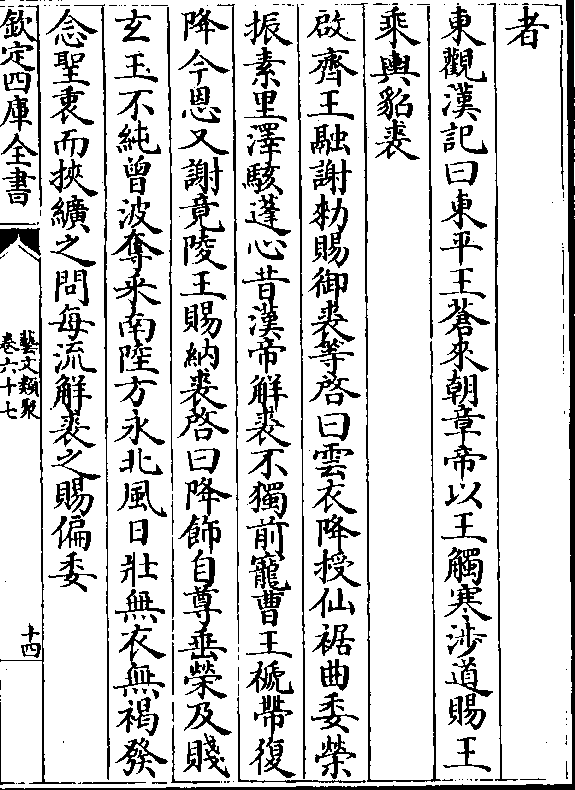 者
東觀漢記曰東平王蒼來朝章帝以王觸寒渉道賜王
乘輿貂裘
啟齊王融謝勑賜御裘等啓曰雲衣降授仙裾曲委榮
振素里澤駭蓬心昔漢帝解裘不獨前寵曹王褫帶復
降今恩又謝竟陵王賜納裘啓曰降飾自尊垂榮及賤
玄玉不純曾波奪采南陸方永北風日壯無衣無褐發
念聖衷而挾纊之問每流解裘之賜偏委
欽定四庫全書
藝文類聚
卷六十七
十四